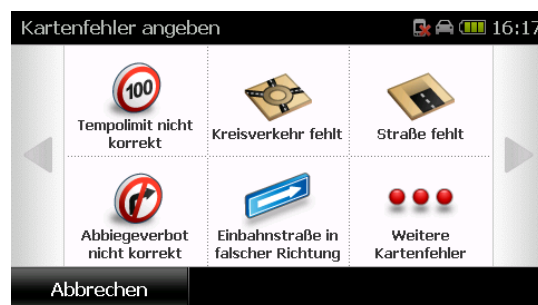 Kartenfehler angeben
16:17
100
Tempolimit nicht
korrekt
Kreisverkehr fehlt
Straße fehlt
Abbiegeverbot
nicht korrekt
Einbahnstraße in
falscher Richtung
Weitere
Kartenfehler
Abbrechen